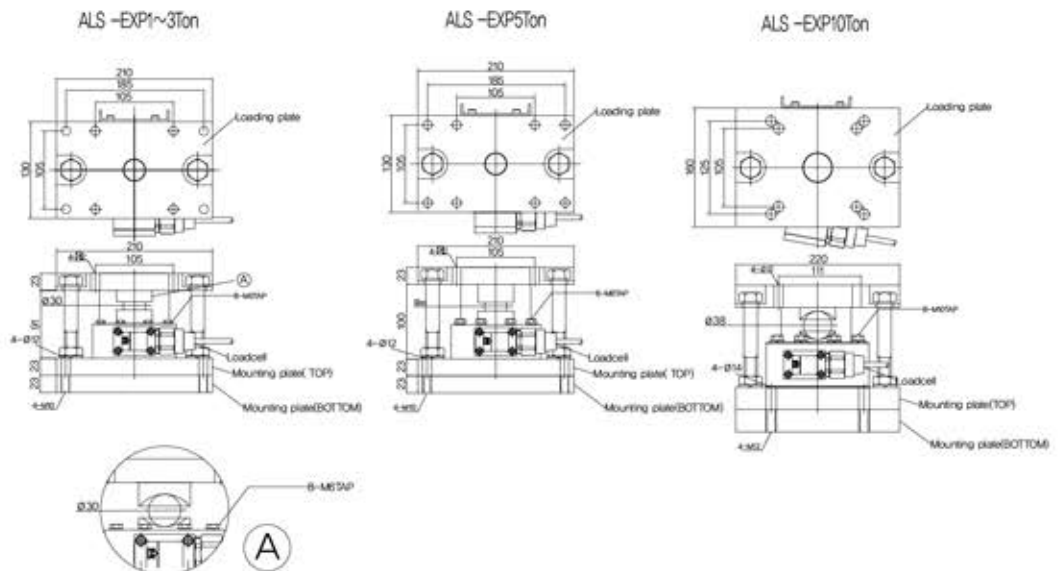 ALS -EXP1~3Ton
210
185
105
Loading plate
130
105
210
105
23
A
Ø30
8-M6TAP
91
4-Ø12
Loadcell
23
Mounting plate( TOP)
23
Mounting plate(BOTTOM)
Ø30
8-M6TAP
A
ALS -EXP5Ton
210
185
105
Loading plate
130
105
210
105
23
8-M6TAP
100
4-Ø12
Loadcell
23
Mounting plate( TOP)
23
Mounting plate(BOTTOM)
ALS -EXP10Ton
Loading plate
160
125
105
220
111
Ø38
4-Ø14
Loadcell
Mounting plate(TOP)
Mounting plate(BOTTOM)